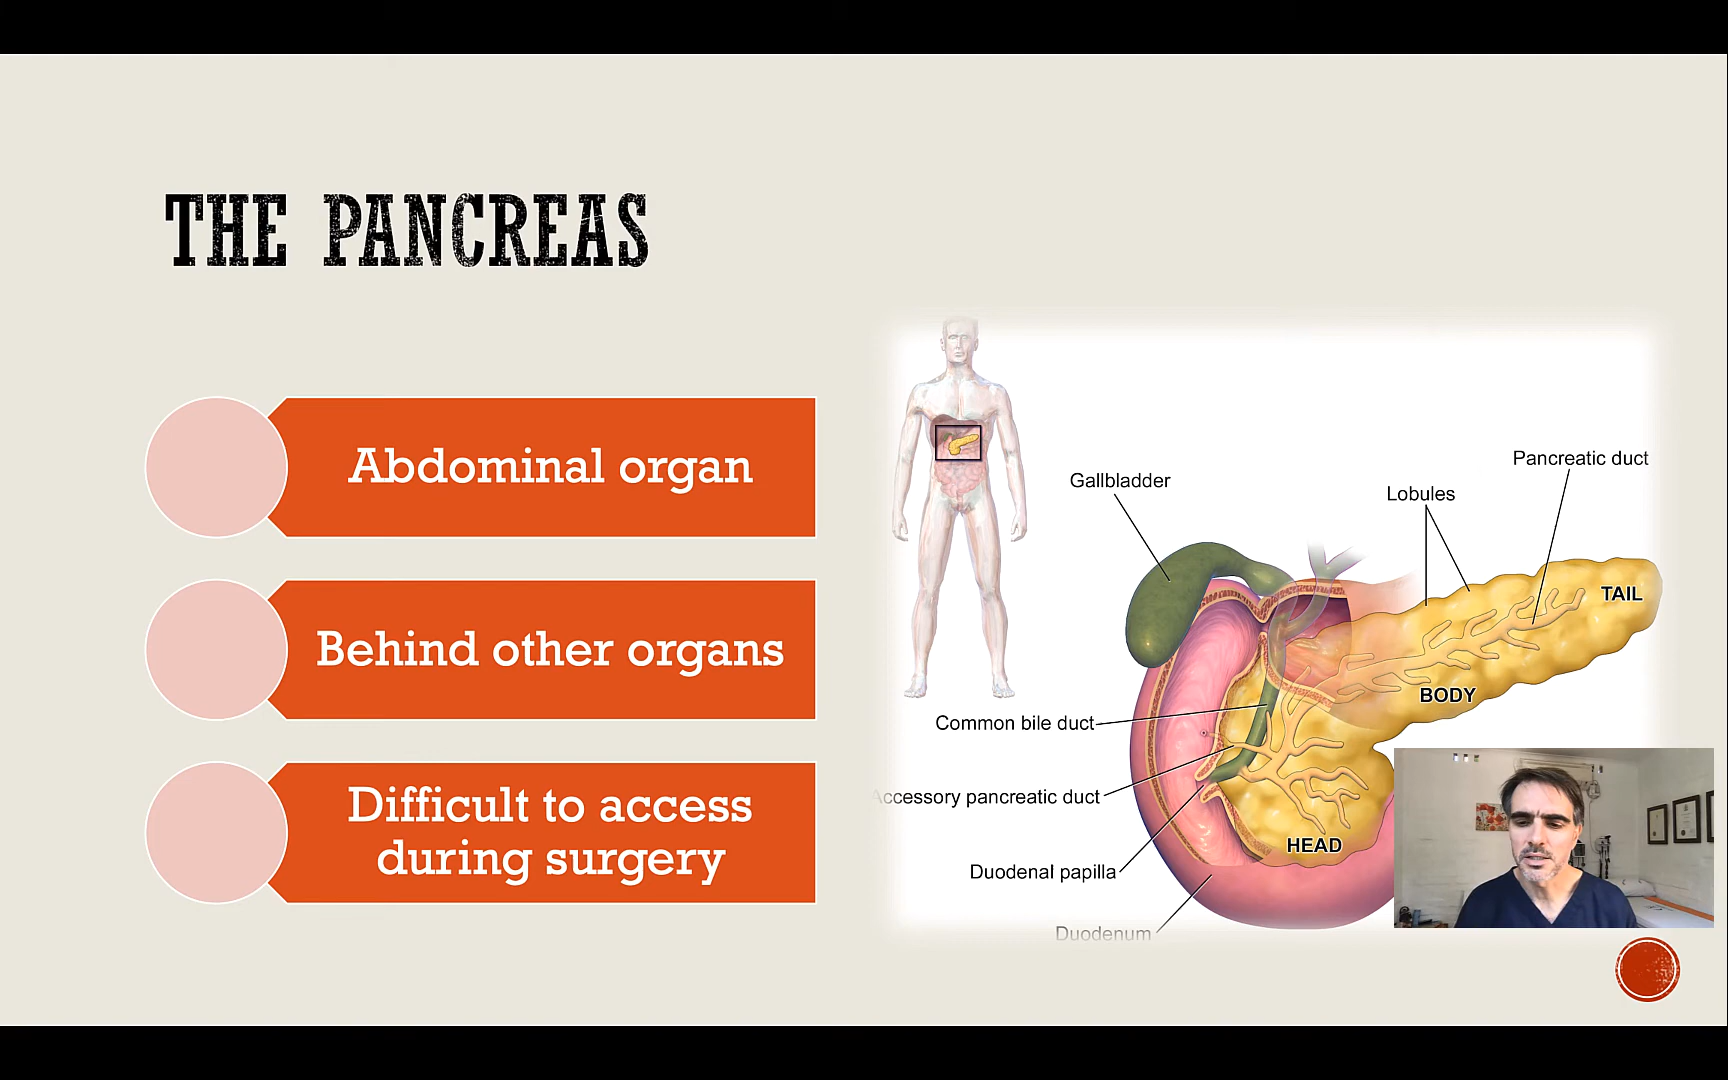 THE PANCREAS
Abdominal organ
Behind other organs
Difficult to access
during surgery
Pancreatic duct
Gallbladder
Lobules
TAIL
BODY
Common bile duct
Accessory pancreatic duct
HEAD
Duodenal papilla
Duodenum